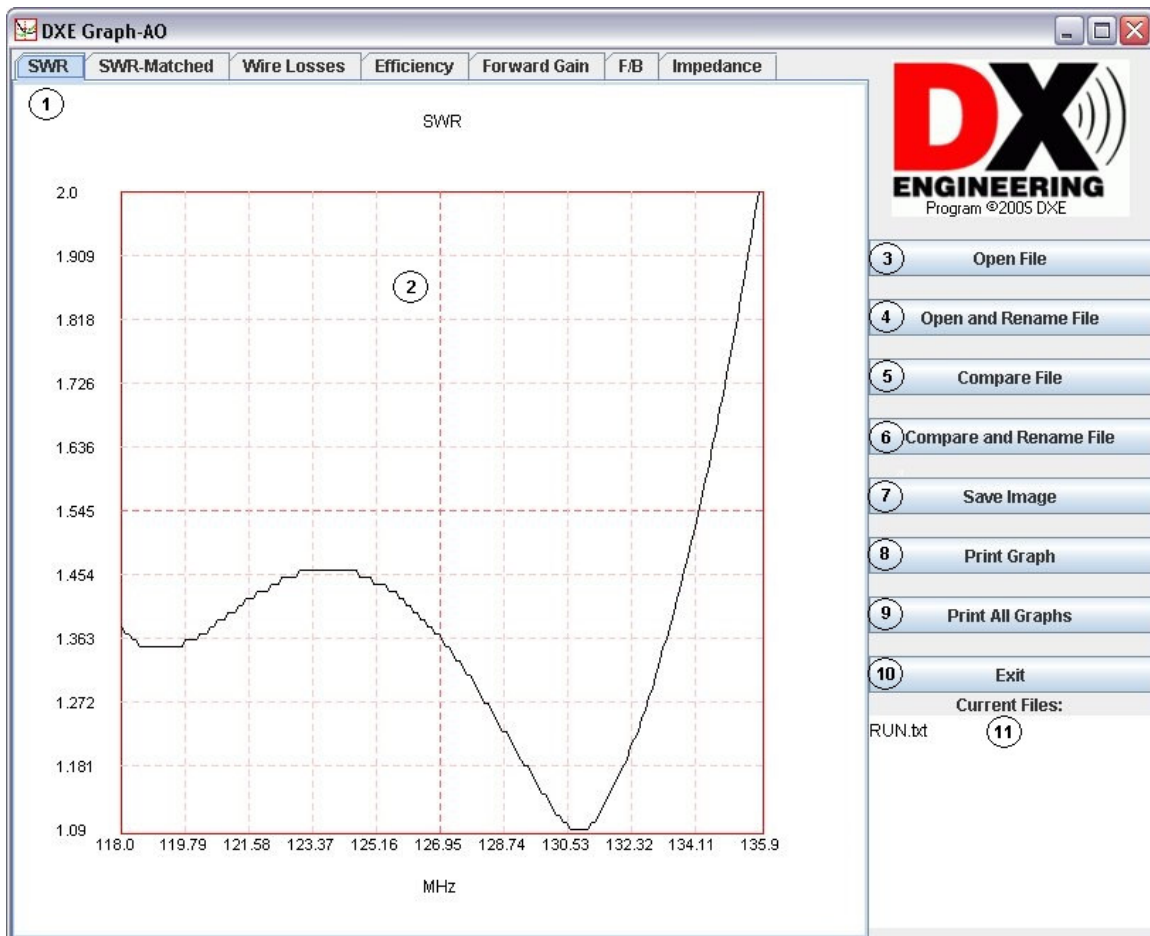 DXE Graph-AO
SWR SWR-Matched Wire Losses Efficiency Forward Gain F/B Impedance
1
SWR
2.0
1.909
1.818
1.726
1.636
1.545
1.454
1.363
1.272
1.181
1.09
2
118.0 119.79 121.58 123.37 125.16 126.95 128.74 130.53 132.32 134.11 135.9
MHz
DX
ENGINEERING
Program ©2005 DXE
3 Open File
4 Open and Rename File
5 Compare File
6 Compare and Rename File
7 Save Image
8 Print Graph
9 Print All Graphs
10 Exit
Current Files:
RUN.txt 11